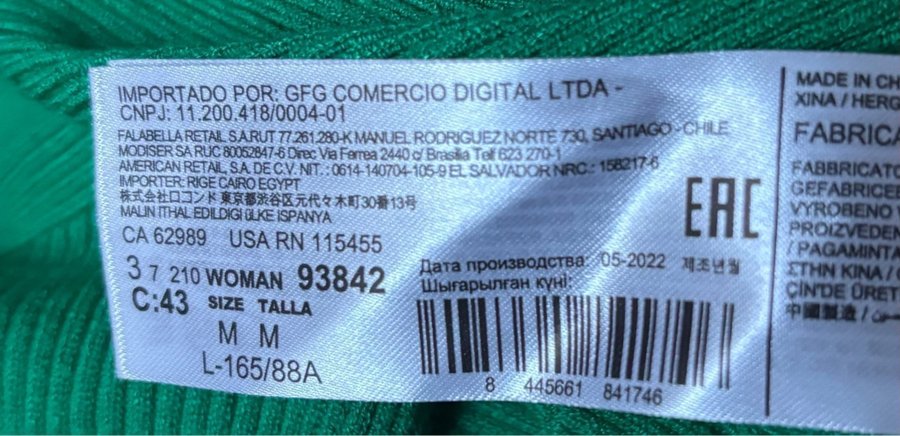 IMPORTADO POR: GFG COMERCIO DIGITAL LTDA -
CNPJ: 11.200.418/0004-01
FALABELLA RETAIL S.A.RUT 77.261.280-K MANUEL RODRIGUEZ NORTE 730, SANTIAGO - CHILE
MODISER SA RUC 80052847-6 Direc Via Ferrea 2440 c/ Brasilia Telf 623 270-1
AMERICAN RETAIL, S.A. DE C.V. NIT. : 0614-140704-105-9 EL SALVADOR NRC.: 158217-6
IMPORTER: RIGE CAIRO EGYPT
株式会社ロコンド 東京都渋谷区元代々木町30番13号
MALIN ITHAL EDILDIGI ÜLKE ISPANYA
EAC
CA 62989 USA RN 115455
3 7 210 WOMAN 93842
C:43 SIZE TALLA
M M
L-165/88A
Дата производства: 05-2022 제조년월
Шығарылған күні:
8 445661 841746
MADE IN CH
XINA / HERG
FABRICA
FABBRICATO
GEFABRICEE
VYROBENO V
PROIZVEDEN
/ PAGAMINTA
ΣΤΗΝ ΚΙΝΑ / 
ÇİN'DE ÜRET
中國製造 /